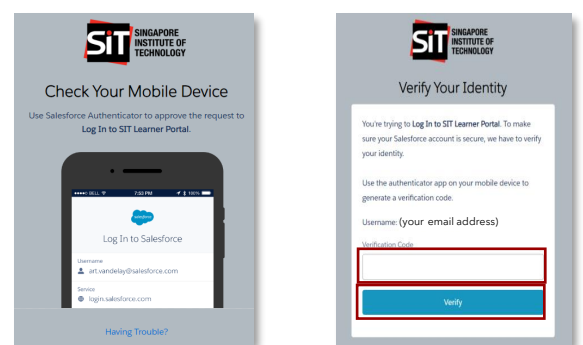 SiT SINGAPORE
INSTITUTE OF
TECHNOLOGY
Check Your Mobile Device
Use Salesforce Authenticator to approve the request to
Log In to SIT Learner Portal.
●●●●○ BELL 7:53 PM 100%
salesforce
Log In to Salesforce
Username
art.vandelay@salesforce.com
Service
login.salesforce.com
Having Trouble?
SiT SINGAPORE
INSTITUTE OF
TECHNOLOGY
Verify Your Identity
You're trying to Log In to SIT Learner Portal. To make
sure your Salesforce account is secure, we have to verify
your identity.
Use the authenticator app on your mobile device to
generate a verification code.
Username: (your email address)
Verification Code
Verify